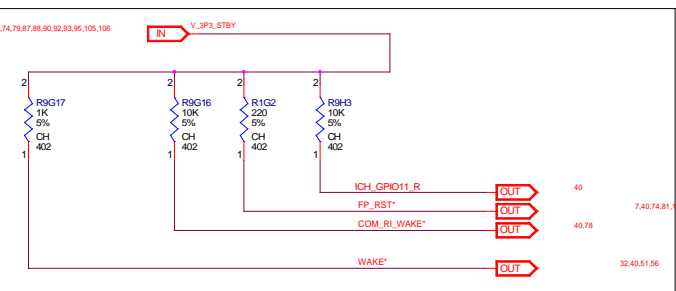 ,74,79,87,88,90,92,93,95,105,106
IN
V_3P3_STBY
2
R9G17
1K
5%
CH
402
1
2
R9G16
10K
5%
CH
402
1
2
R1G2
220
5%
CH
402
1
2
R9H3
10K
5%
CH
402
1
ICH_GPIO11_R
OUT
40
FP_RST*
OUT
7,40,74,81,1
COM_RI_WAKE*
OUT
40,78
WAKE*
OUT
32,40,51,56